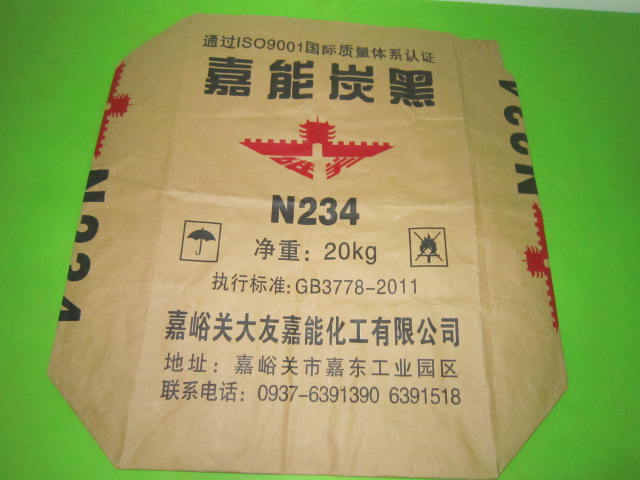 通过ISO9001国际质量体系认证
嘉能炭黑
雄关
N234
净重：20kg
执行标准:GB3778-2011
嘉峪关大友嘉能化工有限公司
地址：嘉峪关市嘉东工业园区
联系电话：0937-6391390 6391518
N234
N234